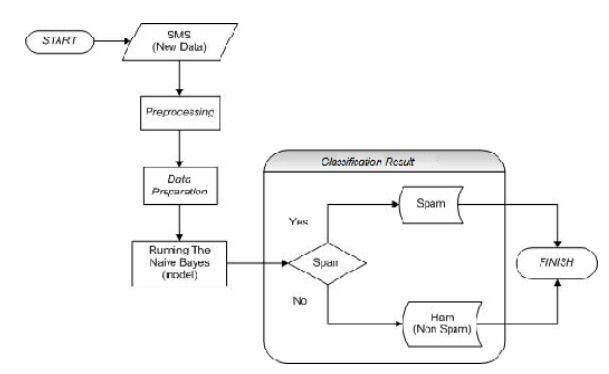 START
SMS
(New Data)
Preprocessing
Data
Preparation
Running The
Naive Bayes
(model)
Classification Result
Yes
Spam
No
Spam
Ham
(Non Spam)
FINISH